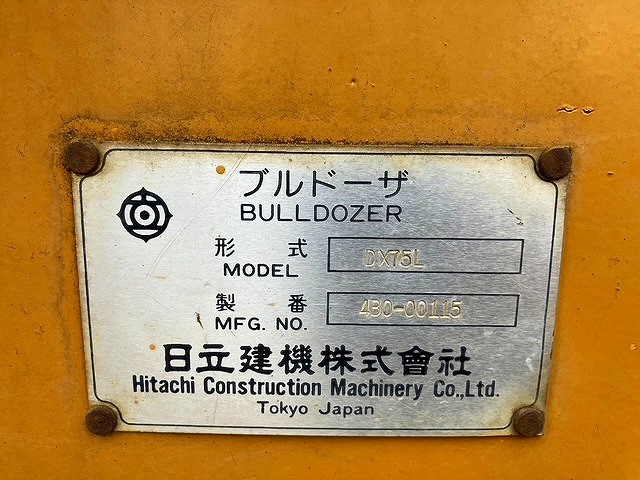 ブルドーザ
BULLDOZER
形式 DX75L
MODEL
製番 430-00115
MFG. NO.
日立建機株式會社
Hitachi Construction Machinery Co.,Ltd.
Tokyo Japan